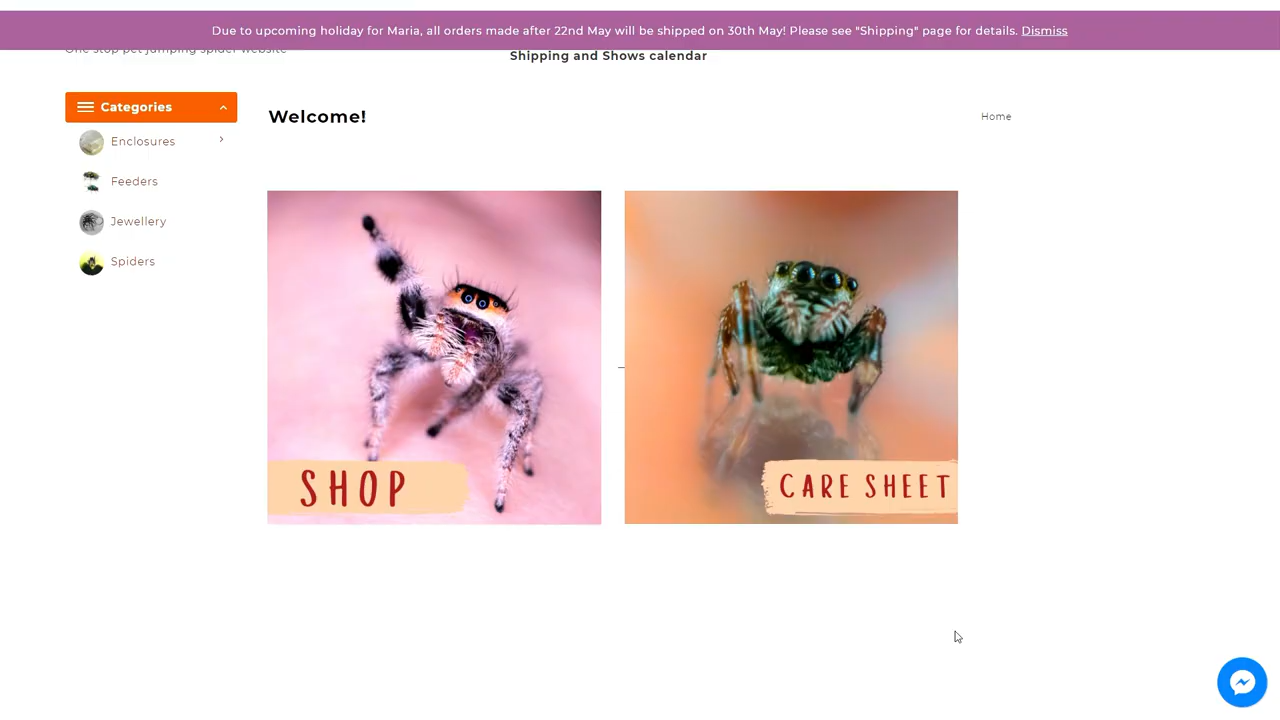 Due to upcoming holiday for Maria, all orders made after 22nd May will be shipped on 30th May! Please see "Shipping" page for details. Dismiss
One stop pet jumping spider website
Shipping and Shows calendar
Categories
Welcome!
Home
Enclosures
Feeders
Jewellery
Spiders
SHOP
CARE SHEET